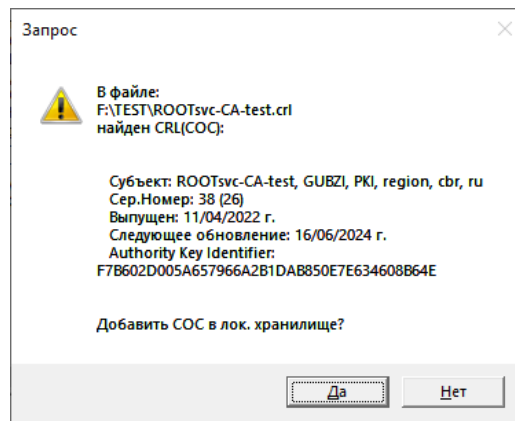 Запрос
В файле:
F:\TEST\ROOTsvc-CA-test.crl
найден CRL(СОС):
Субъект: ROOTsvc-CA-test, GUBZI, PKI, region, cbr, ru
Сер.Номер: 38 (26)
Выпущен: 11/04/2022 г.
Следующее обновление: 16/06/2024 г.
Authority Key Identifier:
F7B602D005A657966A2B1DAB850E7E634608B64E
Добавить СОС в лок. хранилище?
Да
Нет